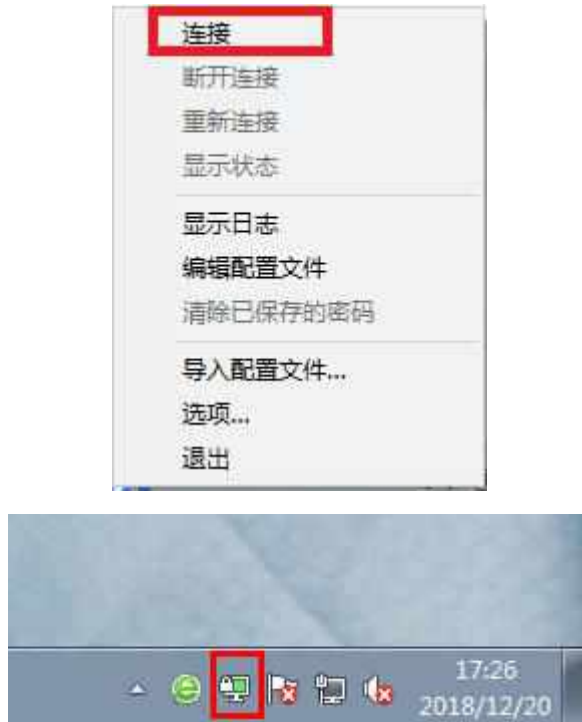 连接
断开连接
重新连接
显示状态
显示日志
编辑配置文件
清除已保存的密码
导入配置文件...
选项...
退出
17:26
2018/12/20